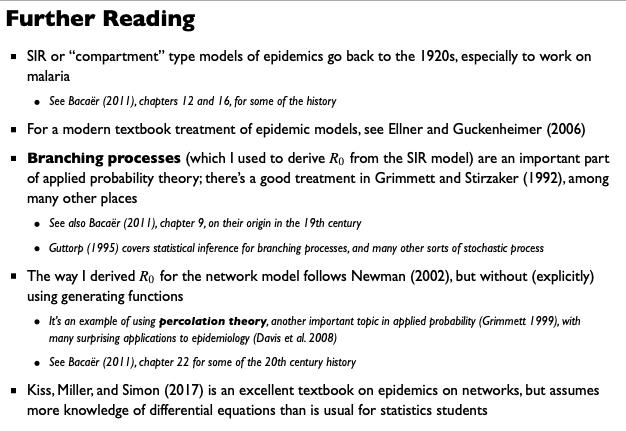 Further Reading
▪ SIR or “compartment” type models of epidemics go back to the 1920s, especially to work on
malaria
• See Bacaër (2011), chapters 12 and 16, for some of the history
▪ For a modern textbook treatment of epidemic models, see Ellner and Guckenheimer (2006)
▪ Branching processes (which I used to derive R₀ from the SIR model) are an important part
of applied probability theory; there’s a good treatment in Grimmett and Stirzaker (1992), among
many other places
• See also Bacaër (2011), chapter 9, on their origin in the 19th century
• Guttorp (1995) covers statistical inference for branching processes, and many other sorts of stochastic process
▪ The way I derived R₀ for the network model follows Newman (2002), but without (explicitly)
using generating functions
• It’s an example of using percolation theory, another important topic in applied probability (Grimmett 1999), with
many surprising applications to epidemiology (Davis et al. 2008)
• See Bacaër (2011), chapter 22 for some of the 20th century history
▪ Kiss, Miller, and Simon (2017) is an excellent textbook on epidemics on networks, but assumes
more knowledge of differential equations than is usual for statistics students